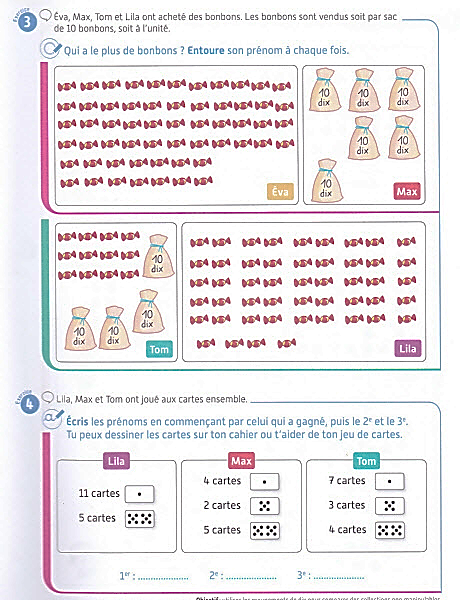 Exercice
3
Éva, Max, Tom et Lila ont acheté des bonbons. Les bonbons sont vendus soit par sac
de 10 bonbons, soit à l'unité.
Qui a le plus de bonbons ? Entoure son prénom à chaque fois.
10 dix
10 dix
10 dix
10 dix
10 dix
10 dix
Éva
Max
10 dix
10 dix
10 dix
10 dix
Tom
Lila
Exercice
4
Lila, Max et Tom ont joué aux cartes ensemble.
Écris les prénoms en commençant par celui qui a gagné, puis le 2e et le 3e.
Tu peux dessiner les cartes sur ton cahier ou t'aider de ton jeu de cartes.
Lila
11 cartes
5 cartes
Max
4 cartes
2 cartes
5 cartes
Tom
7 cartes
3 cartes
4 cartes
1er : .................. 2e : .................. 3e : ..................